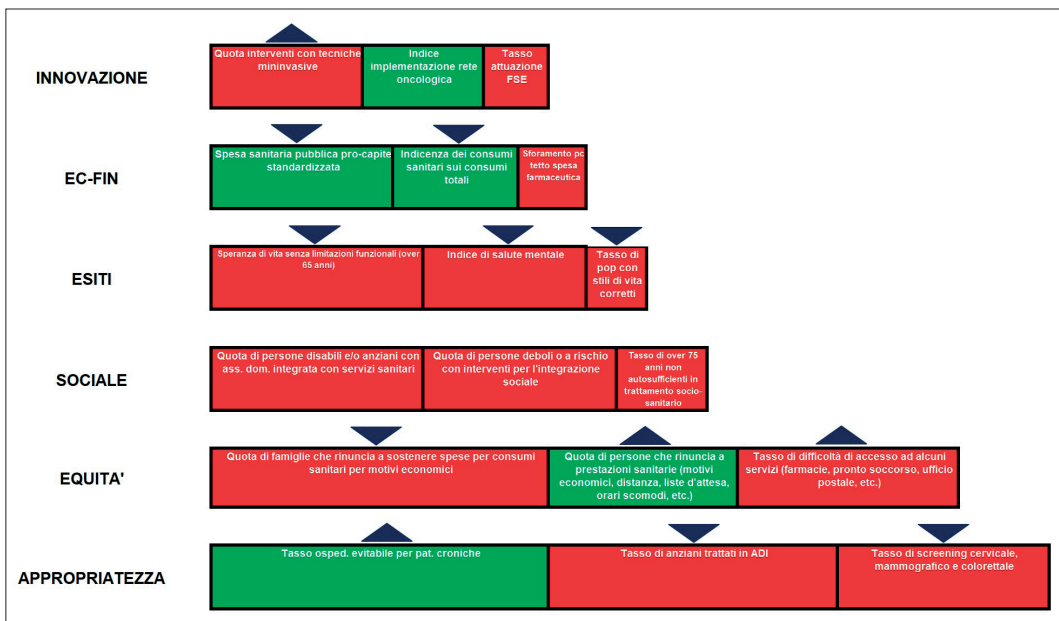 INNOVAZIONE
Quota interventi con tecniche
mininvasive
Indice
implementazione rete
oncologica
Tasso
attuazione
FSE
EC-FIN
Spesa sanitaria pubblica pro-capite
standardizzata
Indicenza dei consumi
sanitari sui consumi
totali
Sforamento pc
tetto spesa
farmaceutica
ESITI
Speranza di vita senza limitazioni funzionali (over
65 anni)
Indice di salute mentale
Tasso di
pop con
stili di vita
corretti
SOCIALE
Quota di persone disabili e/o anziani con
ass. dom. integrata con servizi sanitari
Quota di persone deboli o a rischio
con interventi per l'integrazione
sociale
Tasso di over 75
anni non
autosufficienti in
trattamento socio-
sanitario
EQUITA'
Quota di famiglie che rinuncia a sostenere spese per consumi
sanitari per motivi economici
Quota di persone che rinuncia a
prestazioni sanitarie (motivi
economici, distanza, liste d'attesa,
orari scomodi, etc.)
Tasso di difficoltà di accesso ad alcuni
servizi (farmacie, pronto soccorso, ufficio
postale, etc.)
APPROPRIATEZZA
Tasso osped. evitabile per pat. croniche
Tasso di anziani trattati in ADI
Tasso di screening cervicale,
mammografico e colorettale